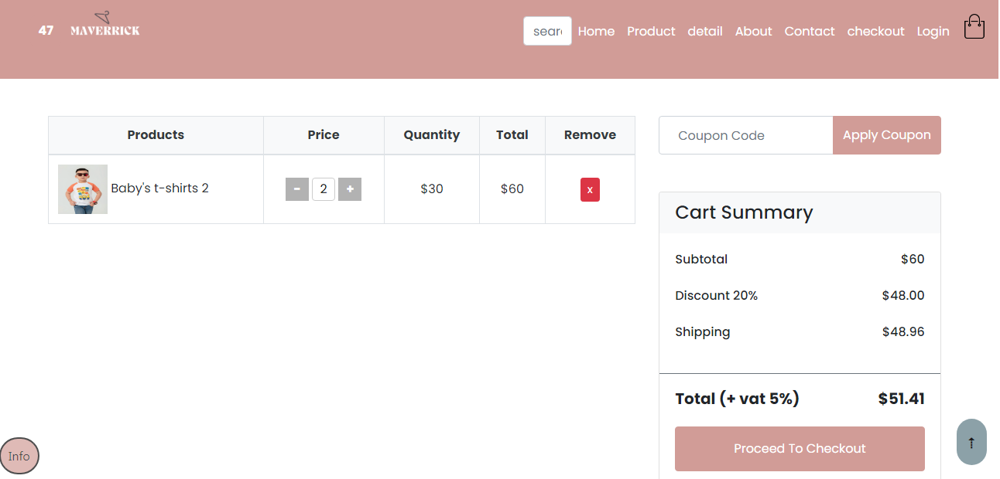 47 MAVERRICK sear Home Product detail About Contact checkout Login
Products Price Quantity Total Remove
Baby's t-shirts 2 - 2 + $30 $60 x
Coupon Code Apply Coupon
Cart Summary
Subtotal $60
Discount 20% $48.00
Shipping $48.96
Total (+ vat 5%) $51.41
Proceed To Checkout
Info